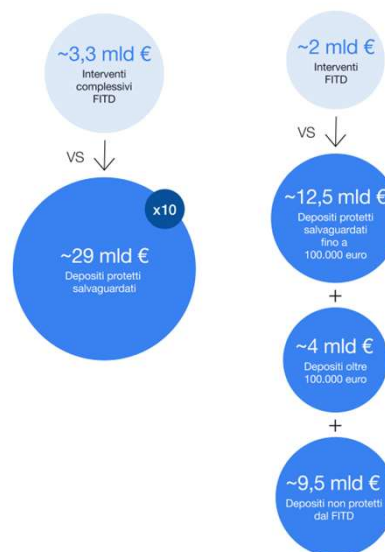 ~3,3 mld €
Interventi
complessivi
FITD
VS
x10
~29 mld €
Depositi protetti
salvaguardati
~2 mld €
Interventi
FITD
VS
~12,5 mld €
Depositi protetti
salvaguardati
fino a
100.000 euro
+
~4 mld €
Depositi oltre
100.000 euro
+
~9,5 mld €
Depositi non protetti
dal FITD